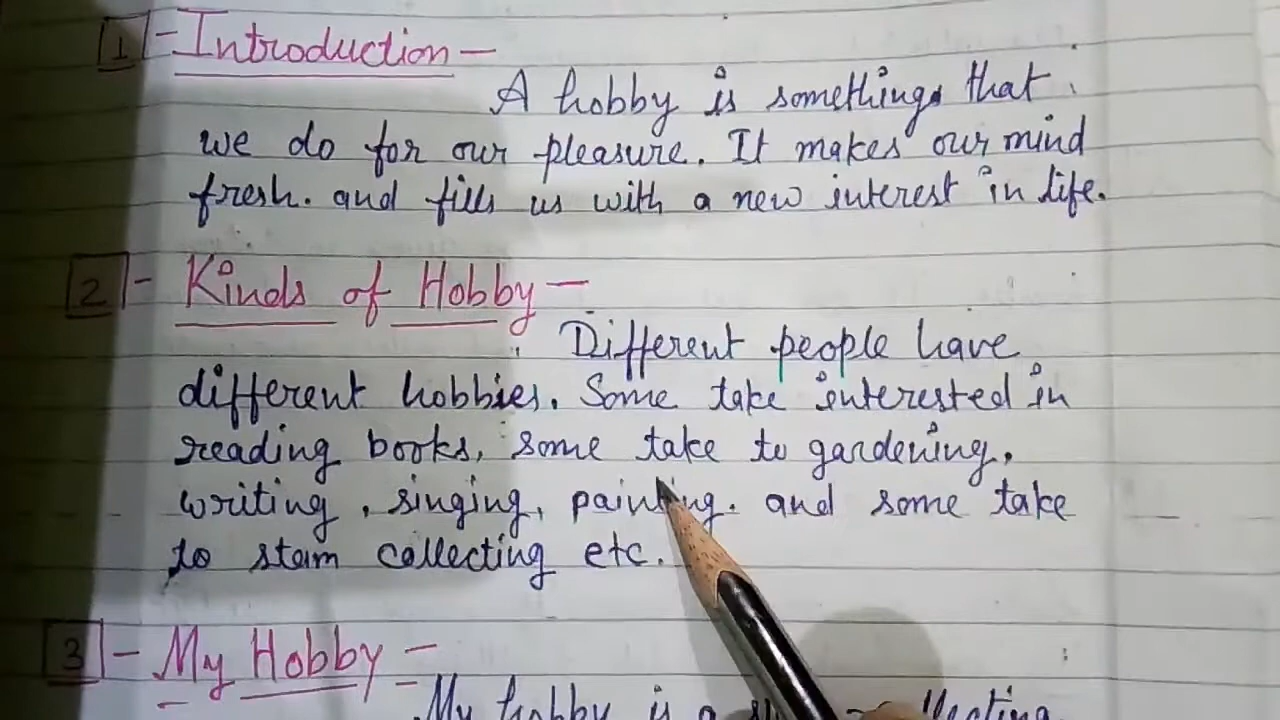 1 - Introduction -
A hobby is something that
we do for our pleasure. It makes our mind
fresh. and fills us with a new interest in life.
2 - Kinds of Hobby -
Different people have
different hobbies. Some take interested in
reading books, some take to gardening,
writing, singing, painting. and some take
to stam collecting etc.
3 - My Hobby -
My hobby is a